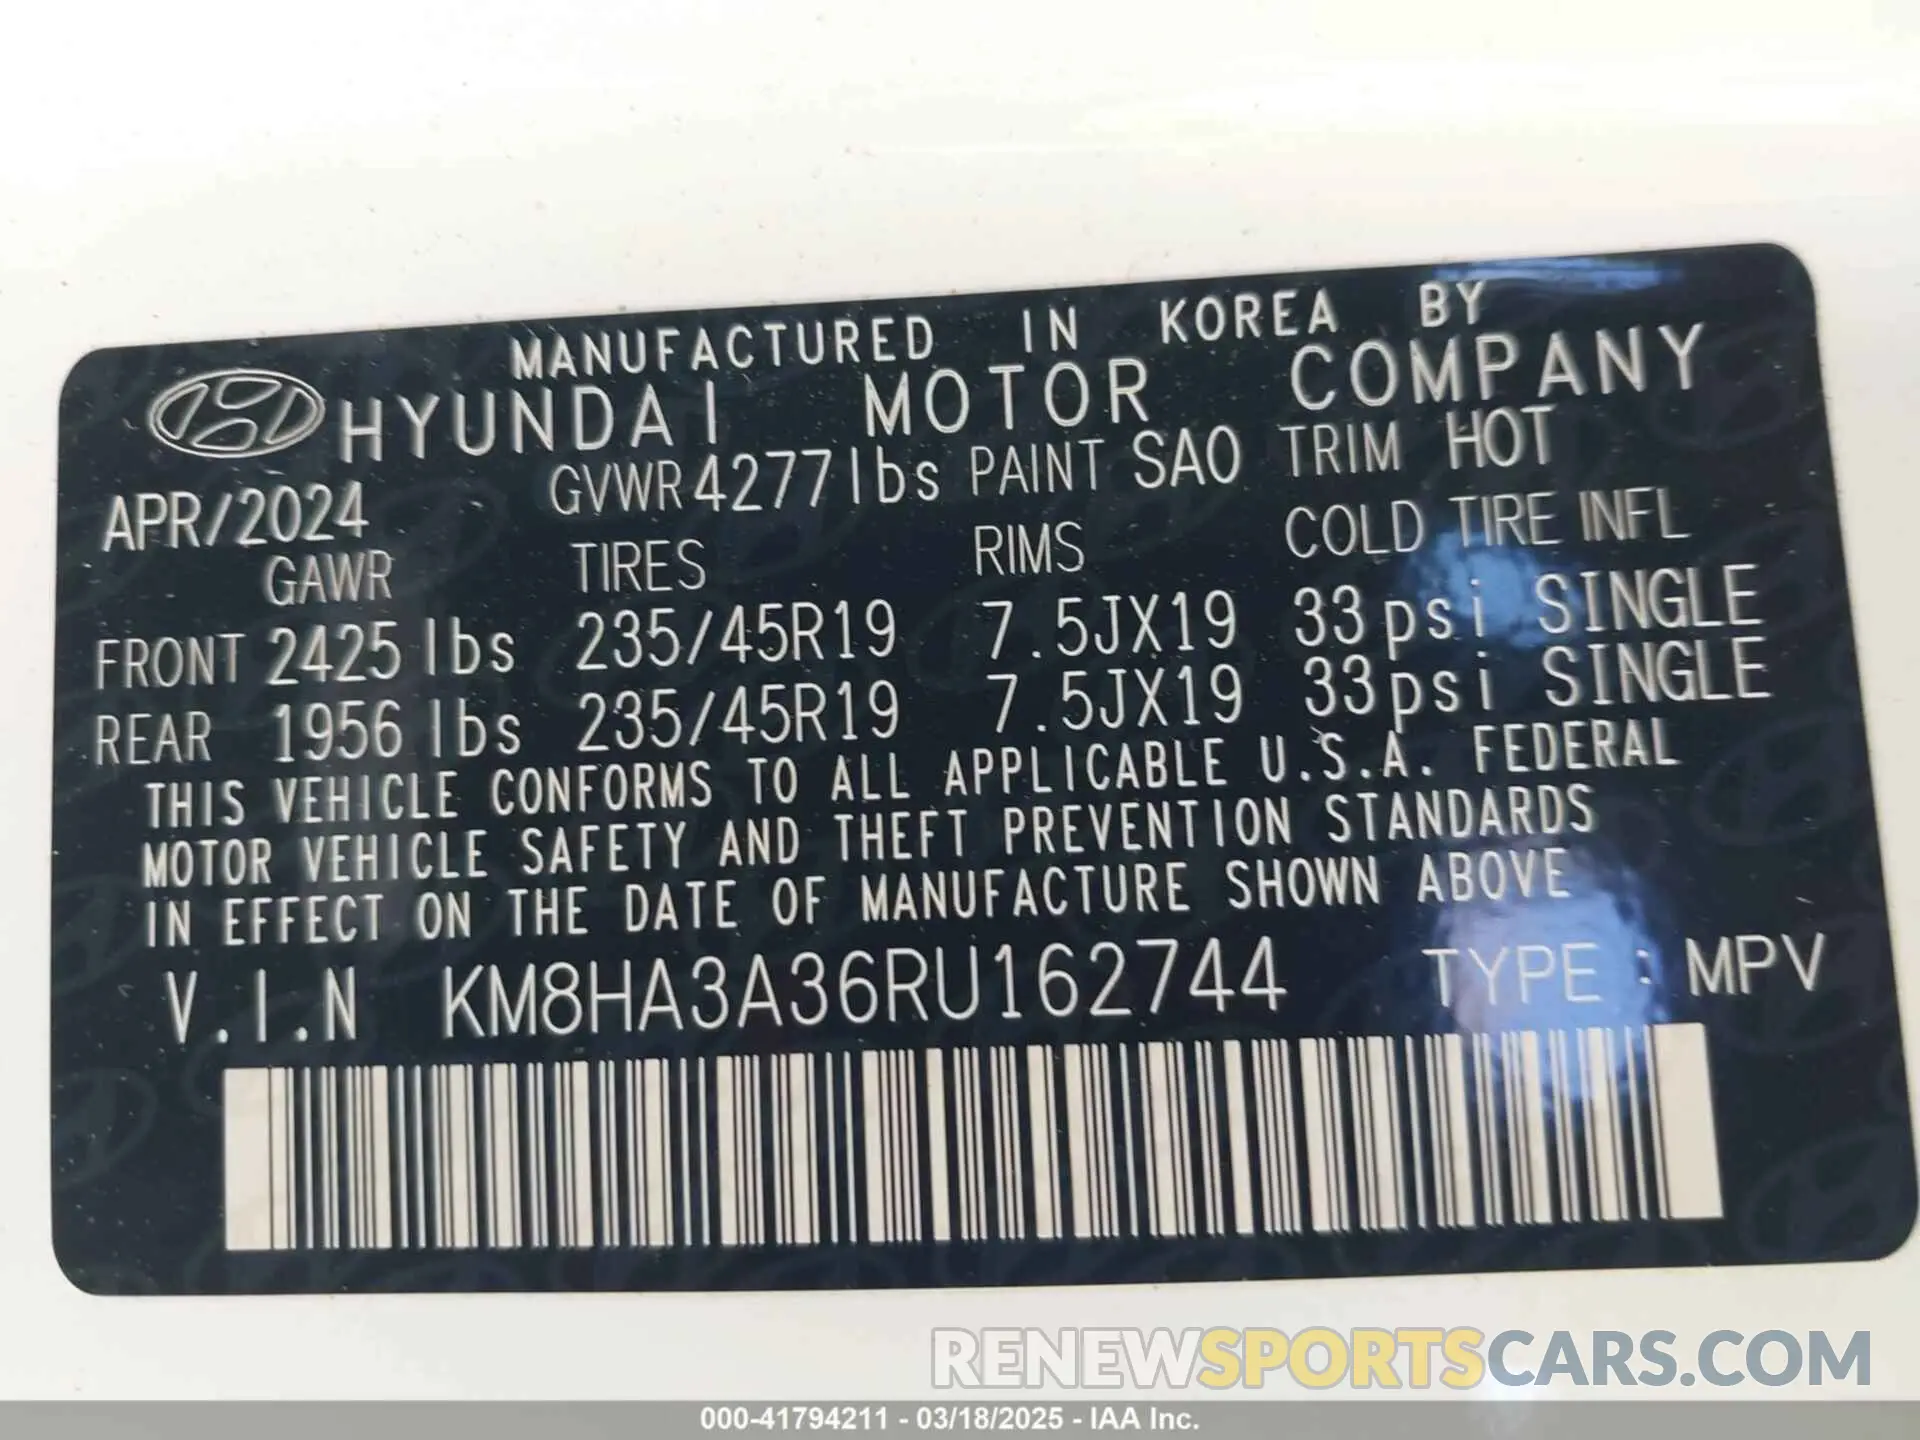 MANUFACTURED IN KOREA BY
HYUNDAI MOTOR COMPANY
APR/2024 GVWR 4277lbs PAINT SAO TRIM HOT
GAWR TIRES RIMS COLD TIRE INFL
FRONT 2425 lbs 235/45R19 7.5JX19 33psi SINGLE
REAR 1956 lbs 235/45R19 7.5JX19 33psi SINGLE
THIS VEHICLE CONFORMS TO ALL APPLICABLE U.S.A. FEDERAL
MOTOR VEHICLE SAFETY AND THEFT PREVENTION STANDARDS
IN EFFECT ON THE DATE OF MANUFACTURE SHOWN ABOVE
V.I.N KM8HA3A36RU162744 TYPE : MPV
RENEWSPORTSCARS.COM
000-41794211 - 03/18/2025 - IAA Inc.